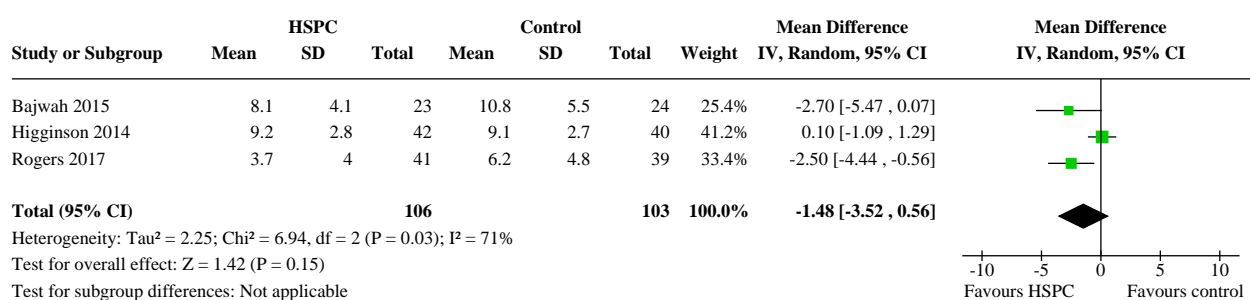 HSPC Control Mean Difference Mean Difference
Study or Subgroup Mean SD Total Mean SD Total Weight IV, Random, 95% CI IV, Random, 95% CI
Bajwah 2015 8.1 4.1 23 10.8 5.5 24 25.4% -2.70 [-5.47 , 0.07]
Higginson 2014 9.2 2.8 42 9.1 2.7 40 41.2% 0.10 [-1.09 , 1.29]
Rogers 2017 3.7 4 41 6.2 4.8 39 33.4% -2.50 [-4.44 , -0.56]
Total (95% CI) 106 103 100.0% -1.48 [-3.52 , 0.56]
Heterogeneity: Tau² = 2.25; Chi² = 6.94, df = 2 (P = 0.03); I² = 71%
Test for overall effect: Z = 1.42 (P = 0.15)
-10 -5 0 5 10
Test for subgroup differences: Not applicable
Favours HSPC Favours control